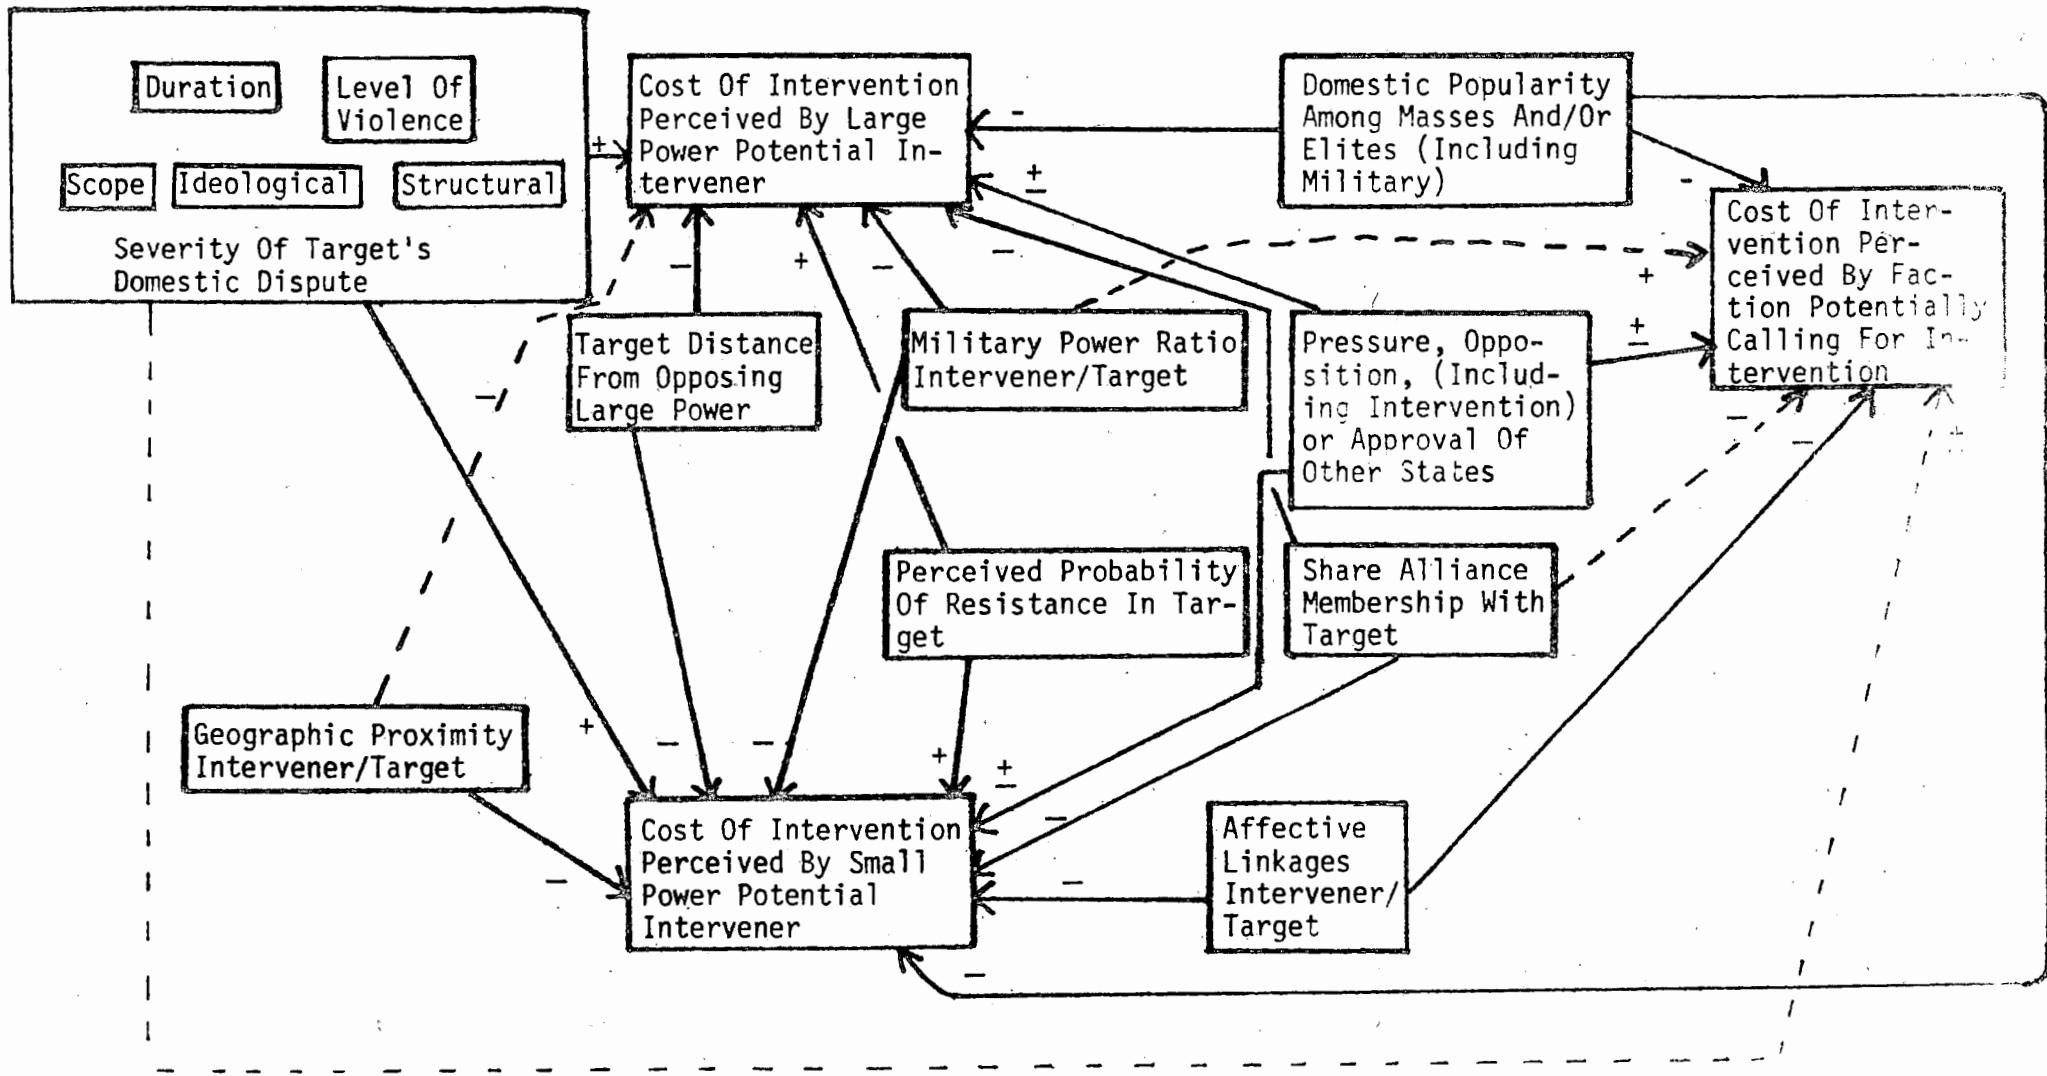 Duration
Level Of
Violence
Scope
Ideological
Structural
Severity Of Target's
Domestic Dispute
+
Cost Of Intervention
Perceived By Large
Power Potential In-
tervener
-
±
Domestic Popularity
Among Masses And/Or
Elites (Including
Military)
-
Cost Of Inter-
vention Per-
ceived By Fac-
tion Potentially
Calling For In-
tervention
−
+
−
−
+
±
−
Target Distance
From Opposing
Large Power
Military Power Ratio
Intervener/Target
Pressure, Oppo-
sition, (Includ-
ing Intervention)
or Approval Of
Other States
−
−
±
Perceived Probability
Of Resistance In Tar-
get
Share Alliance
Membership With
Target
Geographic Proximity
Intervener/Target
+
−
−
+
±
−
−
−
Cost Of Intervention
Perceived By Small
Power Potential
Intervener
Affective
Linkages
Intervener/
Target
−